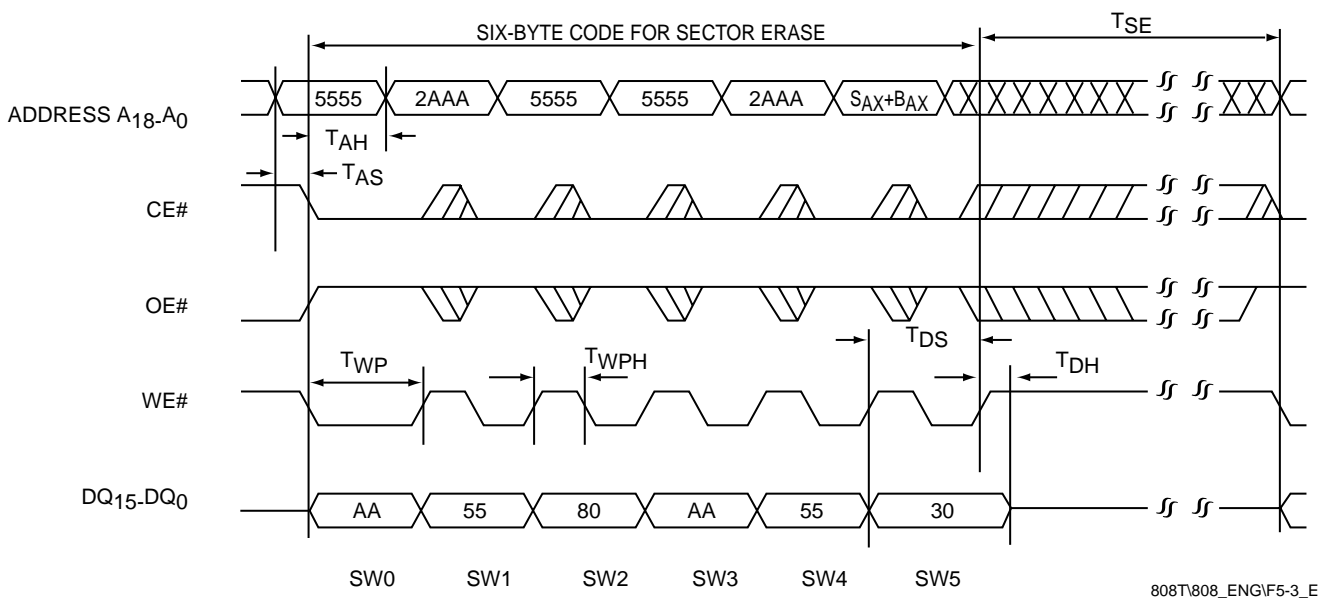 SIX-BYTE CODE FOR SECTOR ERASE
TSE
ADDRESS A18-A0
5555 2AAA 5555 5555 2AAA SAX+BAX
TAH
TAS
CE#
OE#
TDS
TWP
TWPH
TDH
WE#
DQ15-DQ0
AA 55 80 AA 55 30
SW0 SW1 SW2 SW3 SW4 SW5
808T\808_ENG\F5-3_E